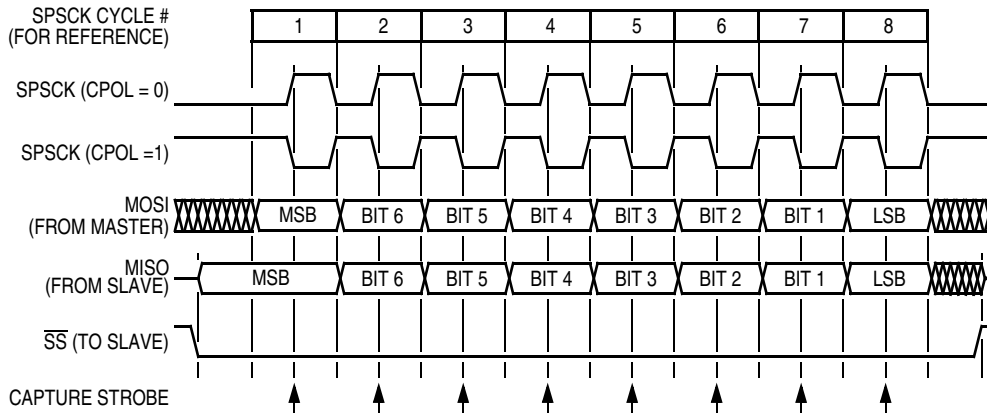 SPSCK CYCLE #
(FOR REFERENCE)
1 2 3 4 5 6 7 8
SPSCK (CPOL = 0)
SPSCK (CPOL =1)
MOSI
(FROM MASTER)
MSB BIT 6 BIT 5 BIT 4 BIT 3 BIT 2 BIT 1 LSB
MISO
(FROM SLAVE)
MSB BIT 6 BIT 5 BIT 4 BIT 3 BIT 2 BIT 1 LSB
S̅S̅ (TO SLAVE)
CAPTURE STROBE